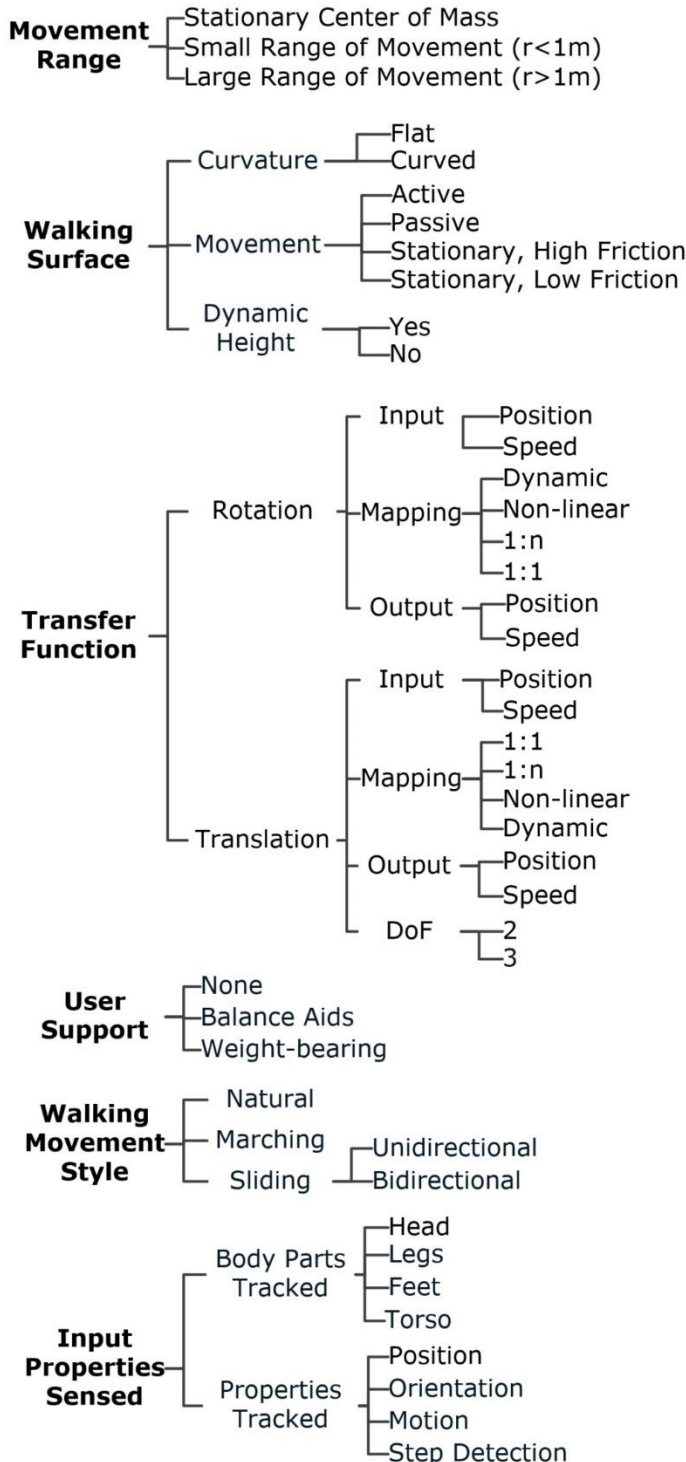 Movement
Range
Stationary Center of Mass
Small Range of Movement (r<1m)
Large Range of Movement (r>1m)
Walking
Surface
Curvature
Flat
Curved
Movement
Active
Passive
Stationary, High Friction
Stationary, Low Friction
Dynamic
Height
Yes
No
Transfer
Function
Rotation
Input
Position
Speed
Mapping
Dynamic
Non-linear
1:n
1:1
Output
Position
Speed
Translation
Input
Position
Speed
Mapping
1:1
1:n
Non-linear
Dynamic
Output
Position
Speed
DoF
2
3
User
Support
None
Balance Aids
Weight-bearing
Walking
Movement
Style
Natural
Marching
Sliding
Unidirectional
Bidirectional
Input
Properties
Sensed
Body Parts
Tracked
Head
Legs
Feet
Torso
Properties
Tracked
Position
Orientation
Motion
Step Detection